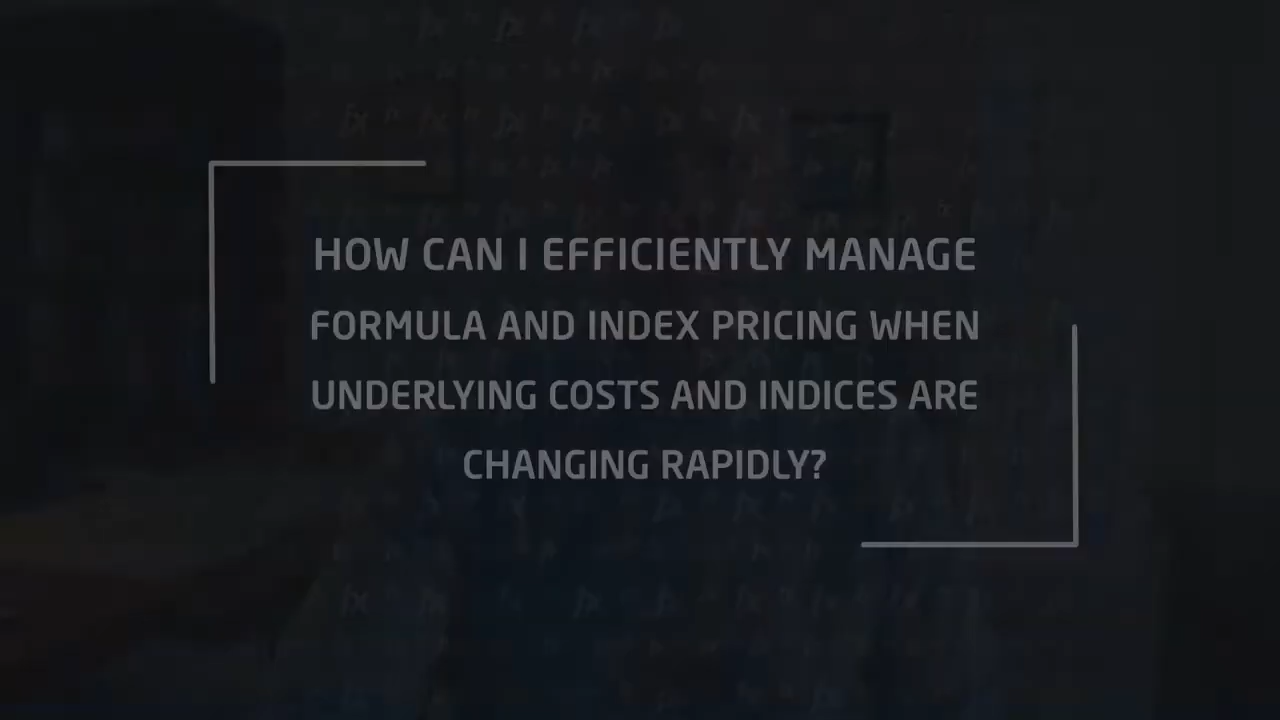 HOW CAN I EFFICIENTLY MANAGE
FORMULA AND INDEX PRICING WHEN
UNDERLYING COSTS AND INDICES ARE
CHANGING RAPIDLY?